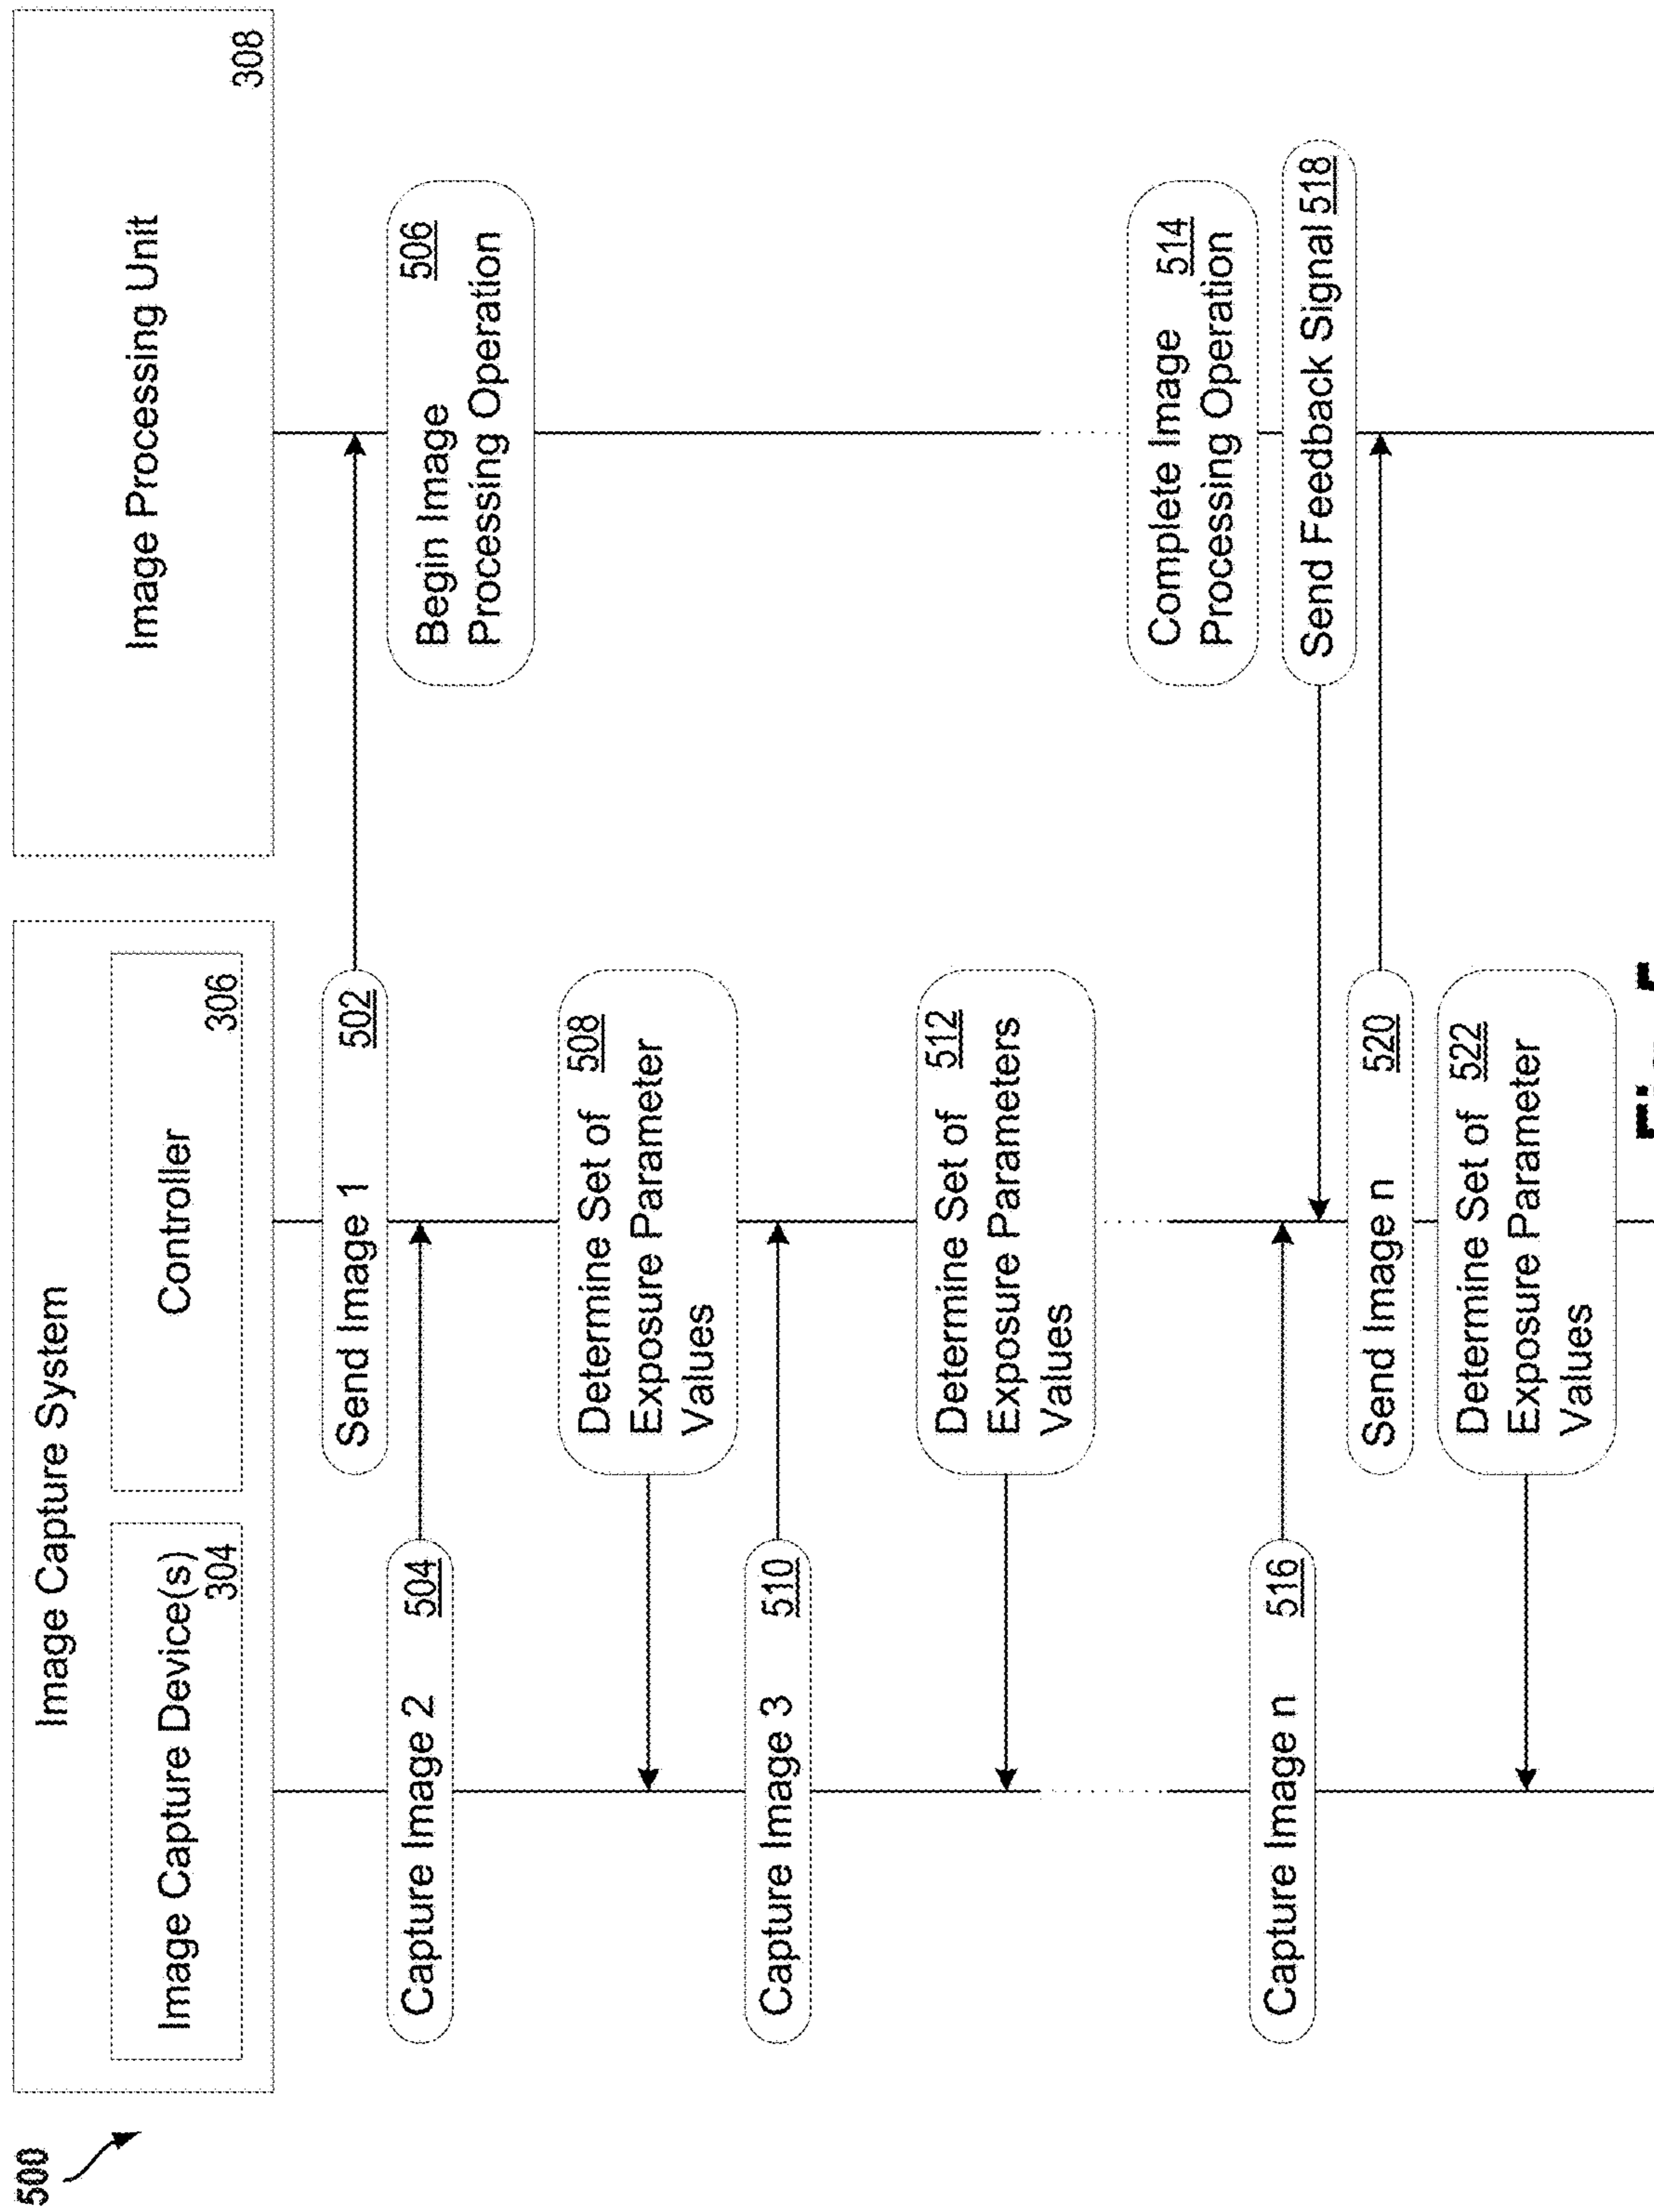 500
Image Capture System
Image Processing Unit
308
Image Capture Device(s)
304
Controller
306
Send Image 1 502
Capture Image 2 504
Begin Image 506
Processing Operation
Determine Set of 508
Exposure Parameter
Values
Capture Image 3 510
Determine Set of 512
Exposure Parameters
Values
Complete Image 514
Processing Operation
Capture Image n 516
Send Feedback Signal 518
Send Image n 520
Determine Set of 522
Exposure Parameter
Values